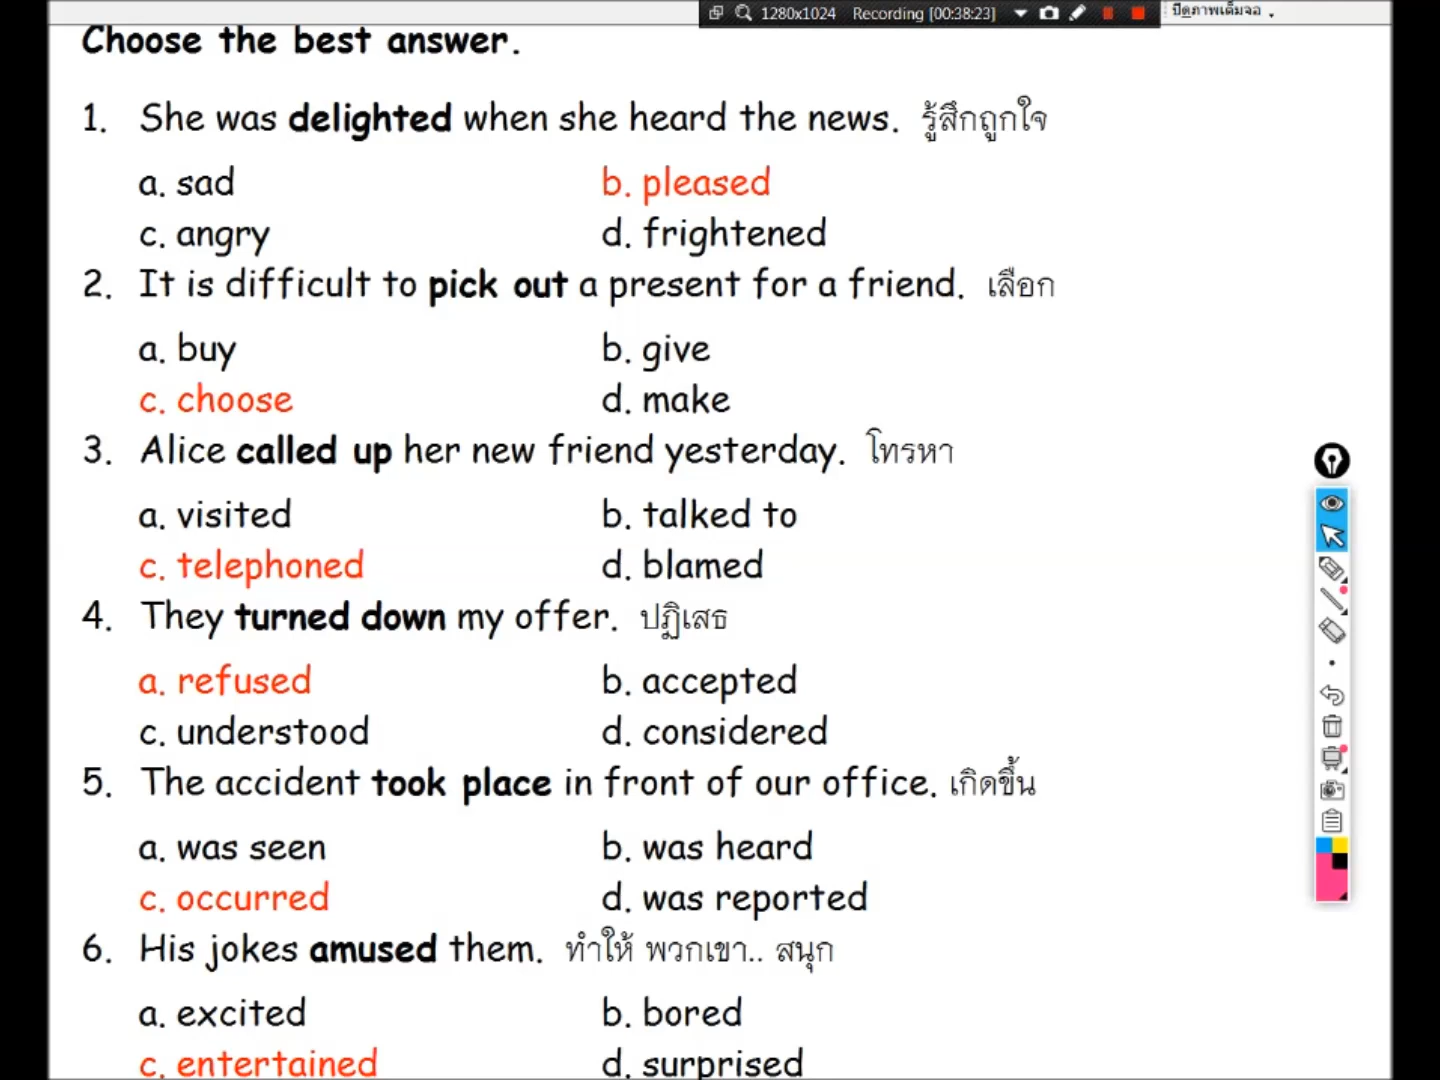 1280x1024 Recording [00:38:23] ปิดภาพเต็มจอ
Choose the best answer.
1. She was delighted when she heard the news. รู้สึกถูกใจ
a. sad b. pleased
c. angry d. frightened
2. It is difficult to pick out a present for a friend. เลือก
a. buy b. give
c. choose d. make
3. Alice called up her new friend yesterday. โทรหา
a. visited b. talked to
c. telephoned d. blamed
4. They turned down my offer. ปฏิเสธ
a. refused b. accepted
c. understood d. considered
5. The accident took place in front of our office. เกิดขึ้น
a. was seen b. was heard
c. occurred d. was reported
6. His jokes amused them. ทำให้ พวกเขา.. สนุก
a. excited b. bored
c. entertained d. surprised